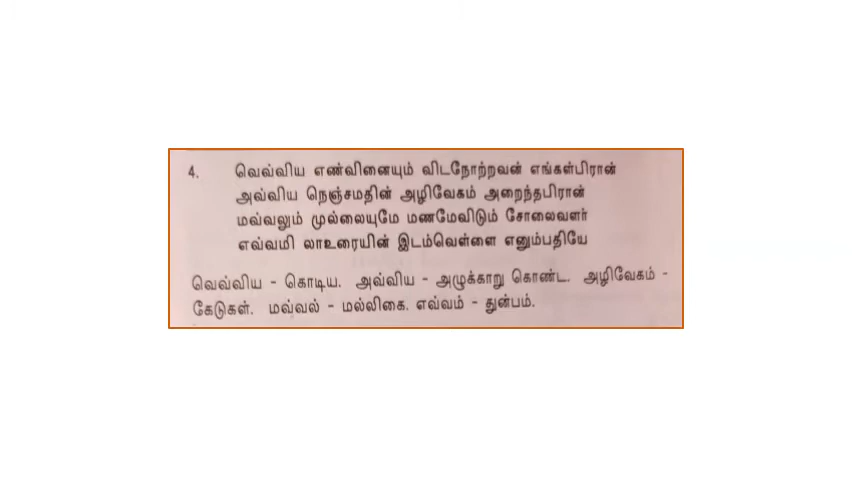 4. வெவ்விய எண்வினையும் விடநோற்றவன் எங்கள்பிரான்
அவ்விய நெஞ்சமதின் அழிவேகம் அறைந்தபிரான்
மவ்வலும் முல்லையுமே மணமேவிடும் சோலைவளர்
எவ்வமி லாஉரையின் இடம்வெள்ளை எனும்பதியே
வெவ்விய - கொடிய. அவ்விய - அழுக்காறு கொண்ட. அழிவேகம் -
கேடுகள். மவ்வல் - மல்லிகை. எவ்வம் - துன்பம்.